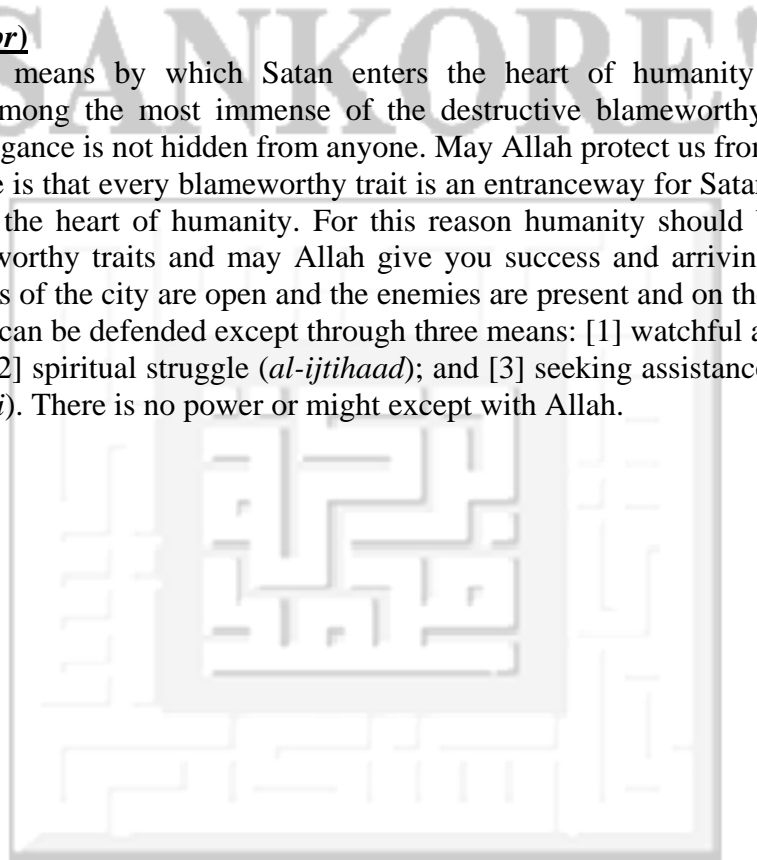 SANKORE'
or)
means by which Satan enters the heart of humanity
mong the most immense of the destructive blameworthy
gance is not hidden from anyone. May Allah protect us from
e is that every blameworthy trait is an entranceway for Satan
the heart of humanity. For this reason humanity should
worthy traits and may Allah give you success and arrivin
s of the city are open and the enemies are present and on the
can be defended except through three means: [1] watchful a
2] spiritual struggle (al-ijtihaad); and [3] seeking assistance
i). There is no power or might except with Allah.